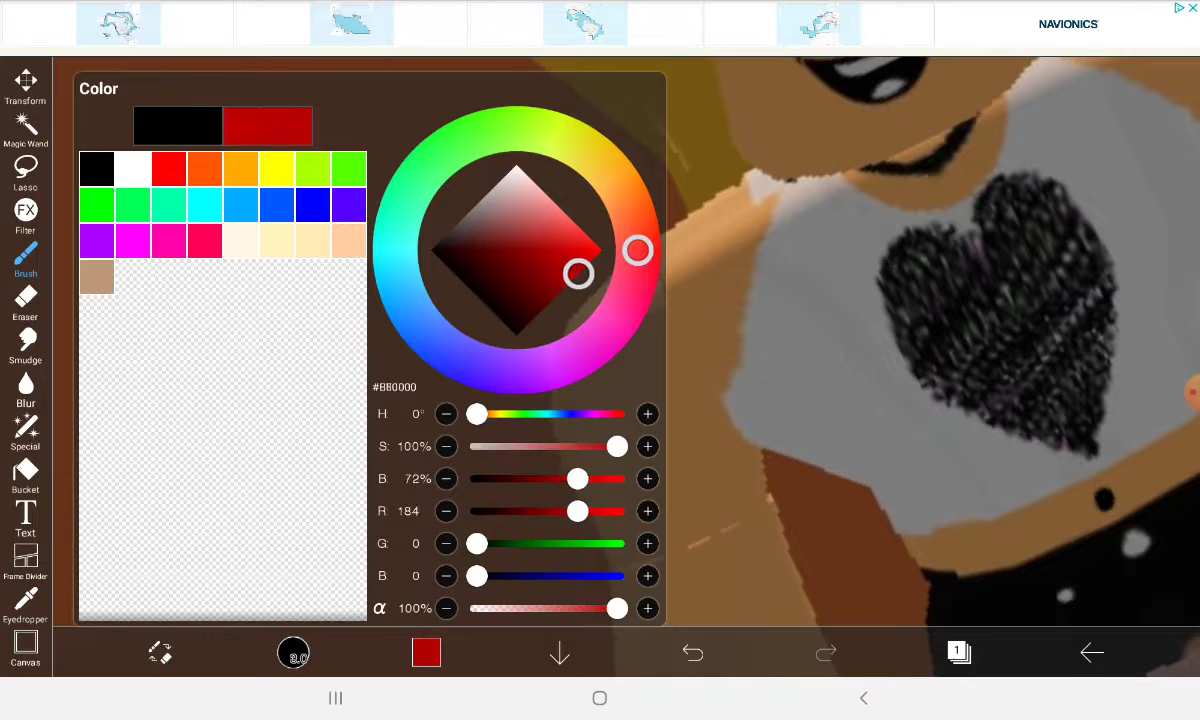 NAVIONICS
Color
Transform
Magic Wand
Lasso
FX
Filter
Brush
Eraser
Smudge
Blur
Special
Bucket
T
Text
Frame Divider
Eyedropper
Canvas
#B80000
H: 0°
S: 100%
B: 72%
R: 184
G: 0
B: 0
α 100%
3.0
1